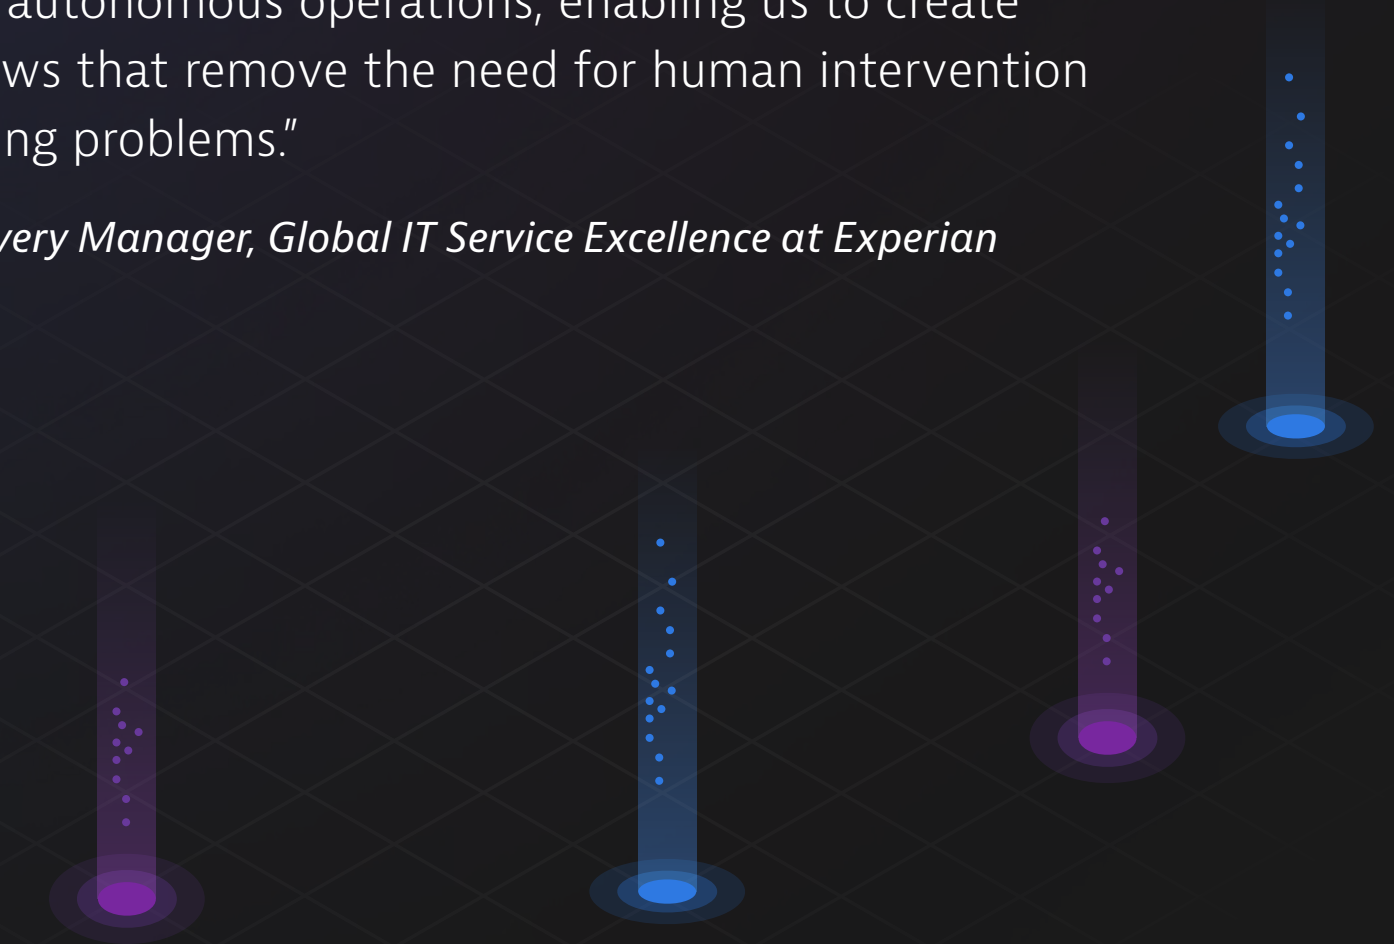 autonomous operations, enabling us to create
ws that remove the need for human intervention
ng problems.”
very Manager, Global IT Service Excellence at Experian